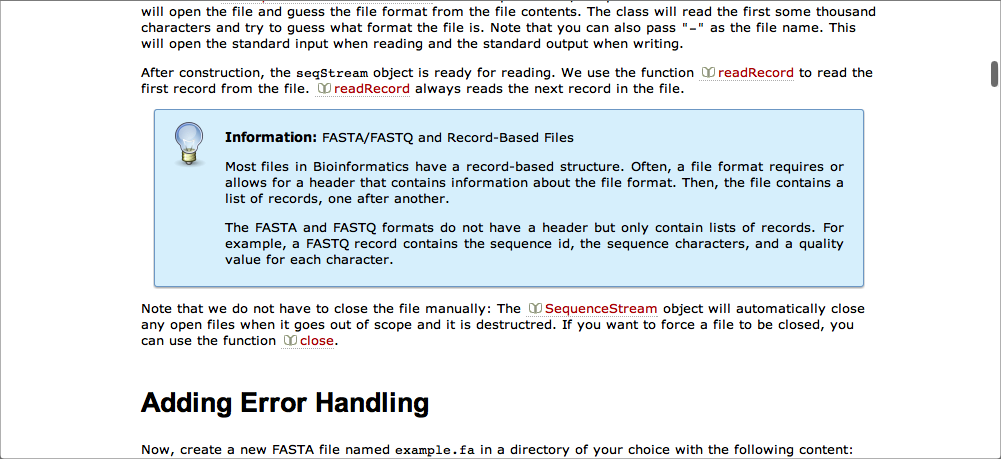 will open the file and guess the file format from the file contents. The class will read the first some thousand
characters and try to guess what format the file is. Note that you can also pass "-" as the file name. This
will open the standard input when reading and the standard output when writing.
After construction, the seqStream object is ready for reading. We use the function readRecord to read the
first record from the file. readRecord always reads the next record in the file.
Information: FASTA/FASTQ and Record-Based Files
Most files in Bioinformatics have a record-based structure. Often, a file format requires or
allows for a header that contains information about the file format. Then, the file contains a
list of records, one after another.
The FASTA and FASTQ formats do not have a header but only contain lists of records. For
example, a FASTQ record contains the sequence id, the sequence characters, and a quality
value for each character.
Note that we do not have to close the file manually: The SequenceStream object will automatically close
any open files when it goes out of scope and it is destructred. If you want to force a file to be closed, you
can use the function close.
Adding Error Handling
Now, create a new FASTA file named example.fa in a directory of your choice with the following content: